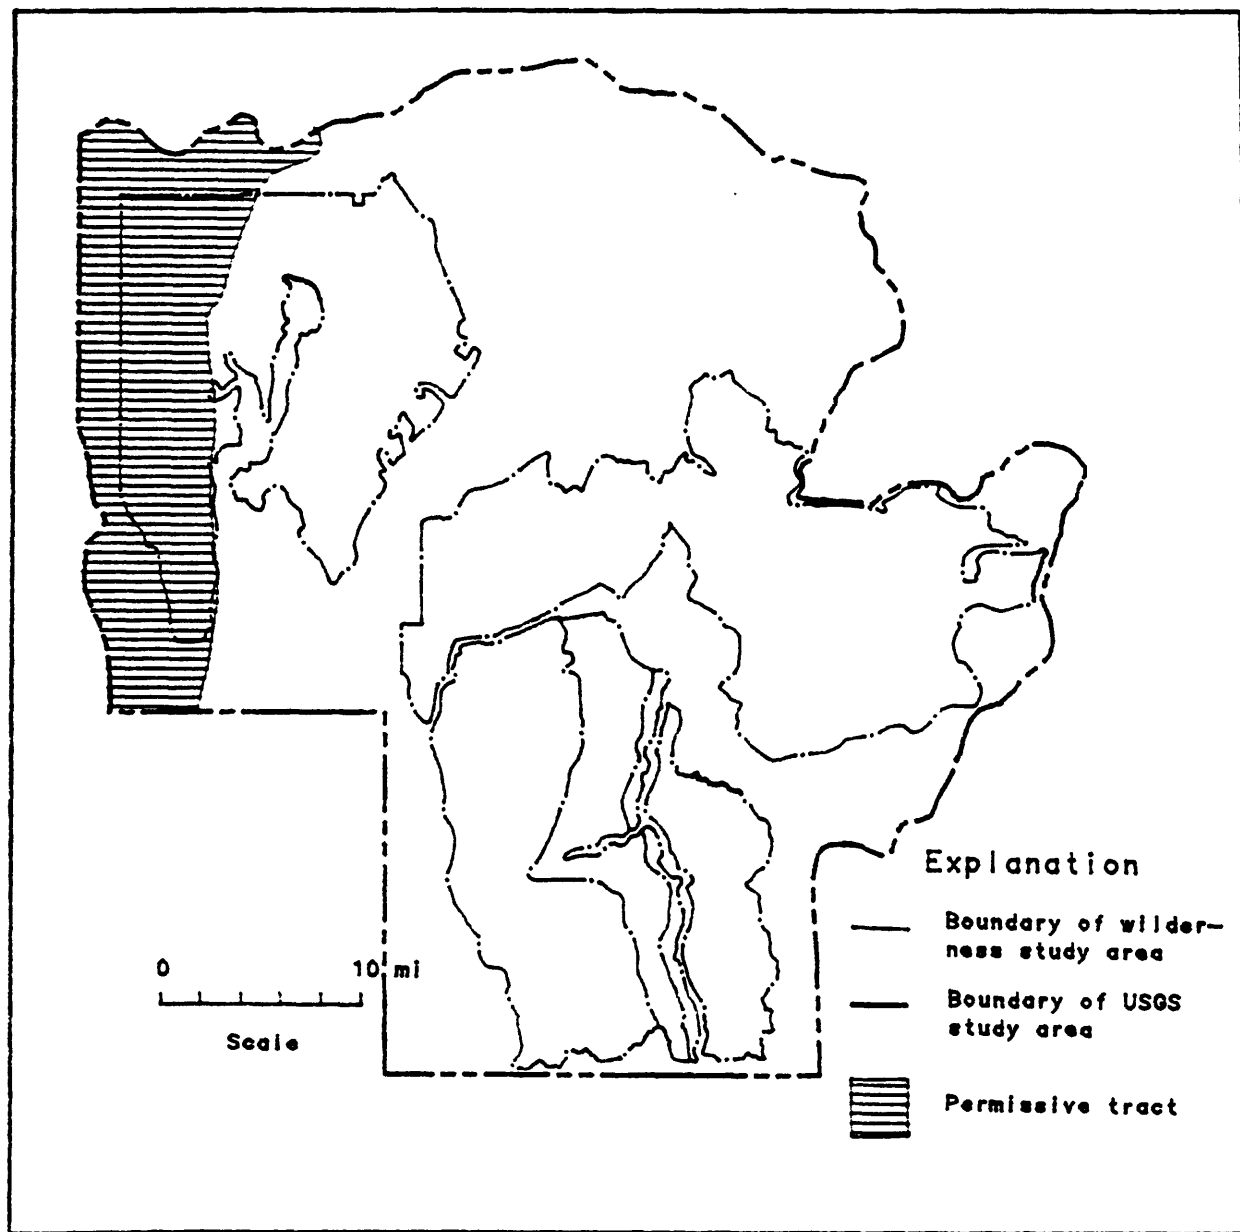 Explanation
Boundary of wilder-
ness study area
0 10 mi
Boundary of USGS
study area
Scale
Permissive tract